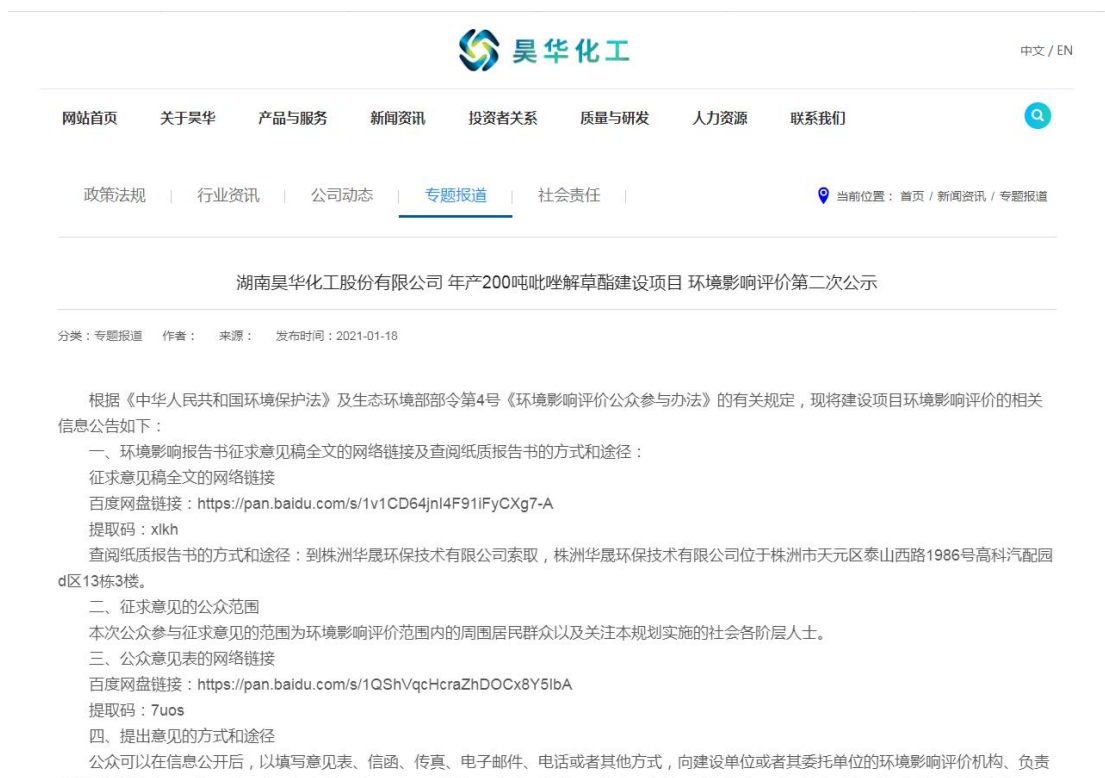 昊华化工
中文 / EN
网站首页 关于昊华 产品与服务 新闻资讯 投资者关系 质量与研发 人力资源 联系我们
政策法规 | 行业资讯 | 公司动态 | 专题报道 | 社会责任 | 当前位置： 首页 / 新闻资讯 / 专题报道
湖南昊华化工股份有限公司 年产200吨吡唑解草酯建设项目 环境影响评价第二次公示
分类：专题报道 作者： 来源： 发布时间：2021-01-18
根据《中华人民共和国环境保护法》及生态环境部部令第4号《环境影响评价公众参与办法》的有关规定，现将建设项目环境影响评价的相关
信息公告如下：
一、环境影响报告书征求意见稿全文的网络链接及查阅纸质报告书的方式和途径：
征求意见稿全文的网络链接
百度网盘链接：https://pan.baidu.com/s/1v1CD64jnI4F91iFyCXg7-A
提取码：xlkh
查阅纸质报告书的方式和途径：到株洲华晟环保技术有限公司索取，株洲华晟环保技术有限公司位于株洲市天元区泰山西路1986号高科汽配园
d区13栋3楼。
二、征求意见的公众范围
本次公众参与征求意见的范围为环境影响评价范围内的周围居民群众以及关注本规划实施的社会各阶层人士。
三、公众意见表的网络链接
百度网盘链接：https://pan.baidu.com/s/1QShVqcHcraZhDOCx8Y5IbA
提取码：7uos
四、提出意见的方式和途径
公众可以在信息公开后，以填写意见表、信函、传真、电子邮件、电话或者其他方式，向建设单位或者其委托单位的环境影响评价机构、负责